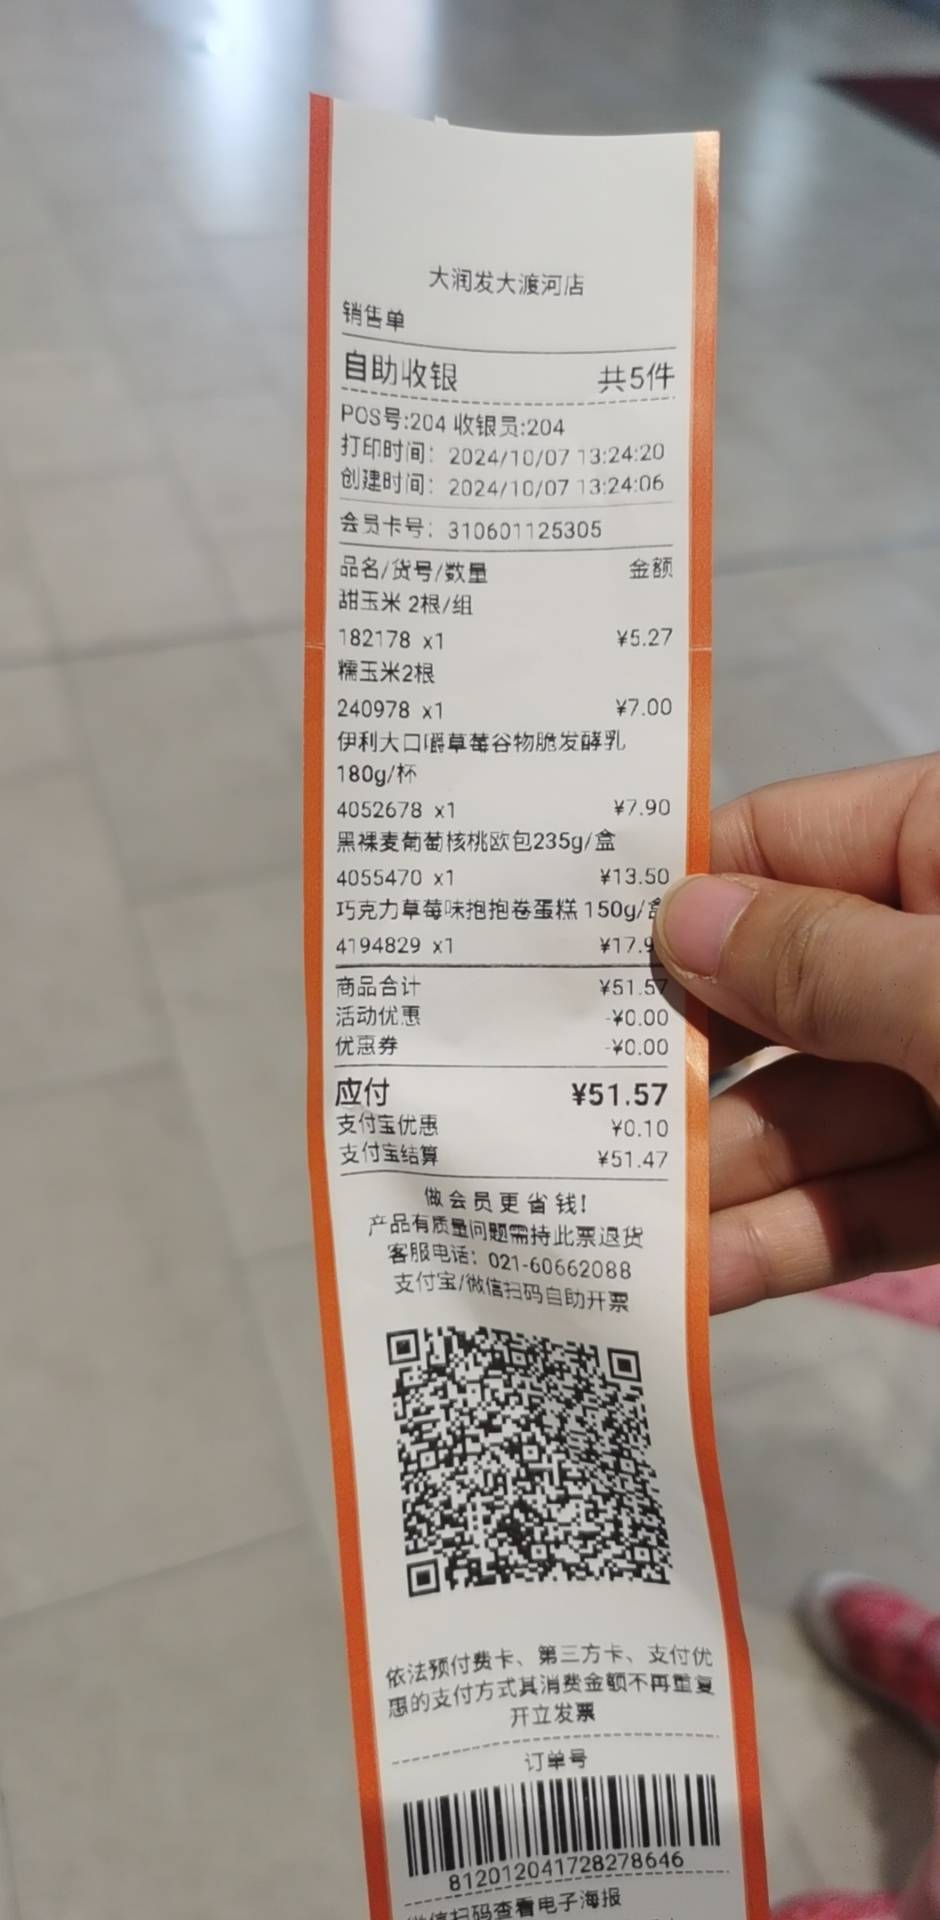 大润发大渡河店
销售单
自助收银 共5件
POS号:204 收银员:204
打印时间: 2024/10/07 13:24:20
创建时间: 2024/10/07 13:24:06
会员卡号: 310601125305
品名/货号/数量 金额
甜玉米 2根/组
182178 x1 ¥5.27
糯玉米2根
240978 x1 ¥7.00
伊利大口嚼草莓谷物脆发酵乳
180g/杯
4052678 x1 ¥7.90
黑裸麦葡萄核桃欧包235g/盒
4055470 x1 ¥13.50
巧克力草莓味抱抱卷蛋糕 150g/
4194829 x1 ¥17.9
商品合计 ¥51.57
活动优惠 -¥0.00
优惠券 -¥0.00
应付 ¥51.57
支付宝优惠 ¥0.10
支付宝结算 ¥51.47
做会员更省钱!
产品有质量问题需持此票退货
客服电话: 021-60662088
支付宝/微信扫码自助开票
依法预付费卡、第三方卡、支付优
惠的支付方式其消费金额不再重复
开立发票
订单号
812012041728278646
微信扫码查看电子海报